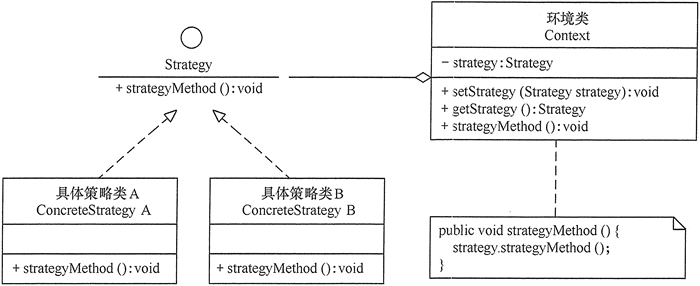 Strategy
+ strategyMethod (): void
环境类
Context
- strategy: Strategy
+ setStrategy (Strategy strategy): void
+ getStrategy (): Strategy
+ strategyMethod (): void
具体策略类A
ConcreteStrategy A
+ strategyMethod (): void
具体策略类B
ConcreteStrategy B
+ strategyMethod (): void
public void strategyMethod () {
strategy.strategyMethod ();
}